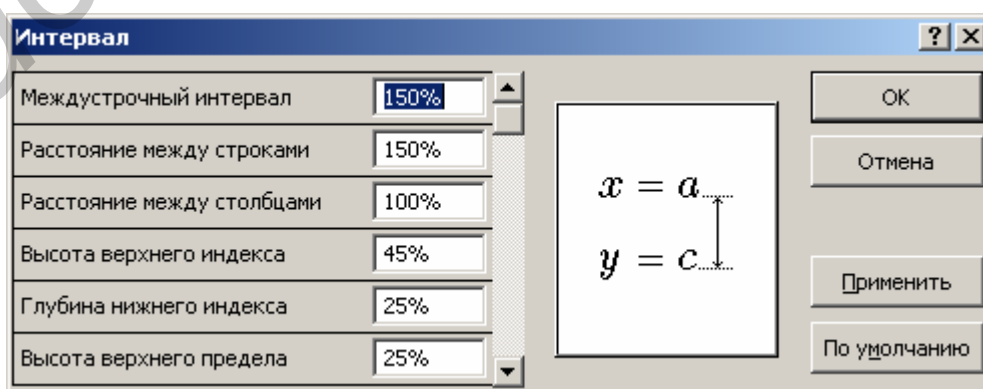 Интервал
Междустрочный интервал 150%
Расстояние между строками 150%
Расстояние между столбцами 100%
Высота верхнего индекса 45%
Глубина нижнего индекса 25%
Высота верхнего предела 25%
x = a
y = c
ОК
Отмена
Применить
По умолчанию